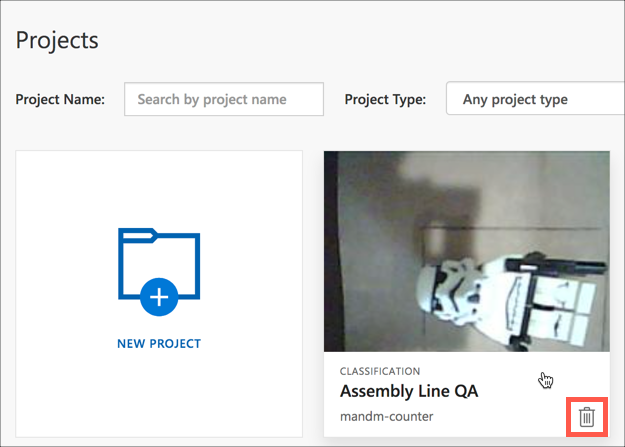 Projects
Project Name: Search by project name Project Type: Any project type
NEW PROJECT
CLASSIFICATION
Assembly Line QA
mandm-counter